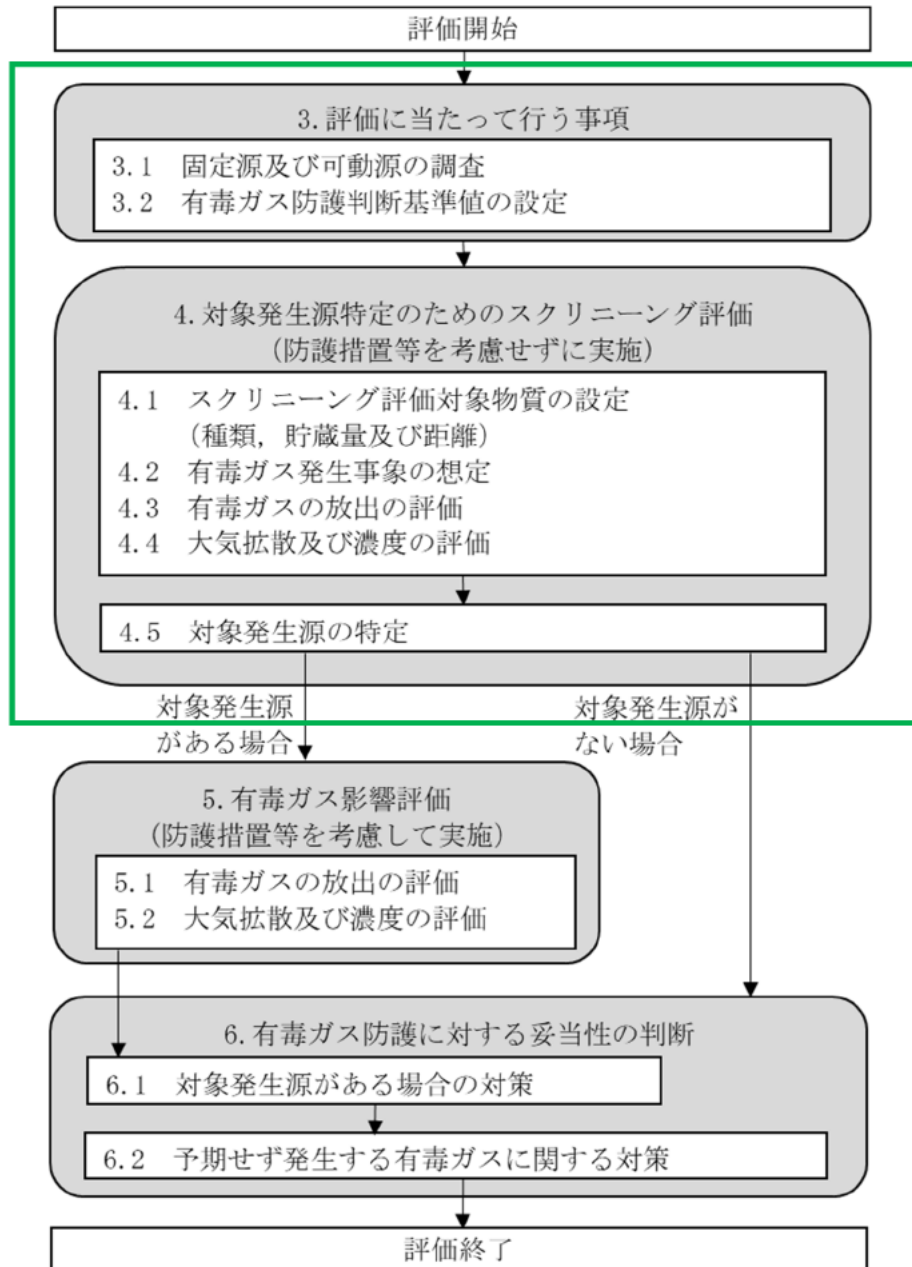 評価開始
3.評価に当たって行う事項
3.1 固定源及び可動源の調査
3.2 有毒ガス防護判断基準値の設定
4.対象発生源特定のためのスクリーニング評価
(防護措置等を考慮せずに実施)
4.1 スクリーニング評価対象物質の設定
(種類，貯蔵量及び距離)
4.2 有毒ガス発生事象の想定
4.3 有毒ガスの放出の評価
4.4 大気拡散及び濃度の評価
4.5 対象発生源の特定
対象発生源
がある場合
対象発生源が
ない場合
5.有毒ガス影響評価
(防護措置等を考慮して実施)
5.1 有毒ガスの放出の評価
5.2 大気拡散及び濃度の評価
6.有毒ガス防護に対する妥当性の判断
6.1 対象発生源がある場合の対策
6.2 予期せず発生する有毒ガスに関する対策
評価終了